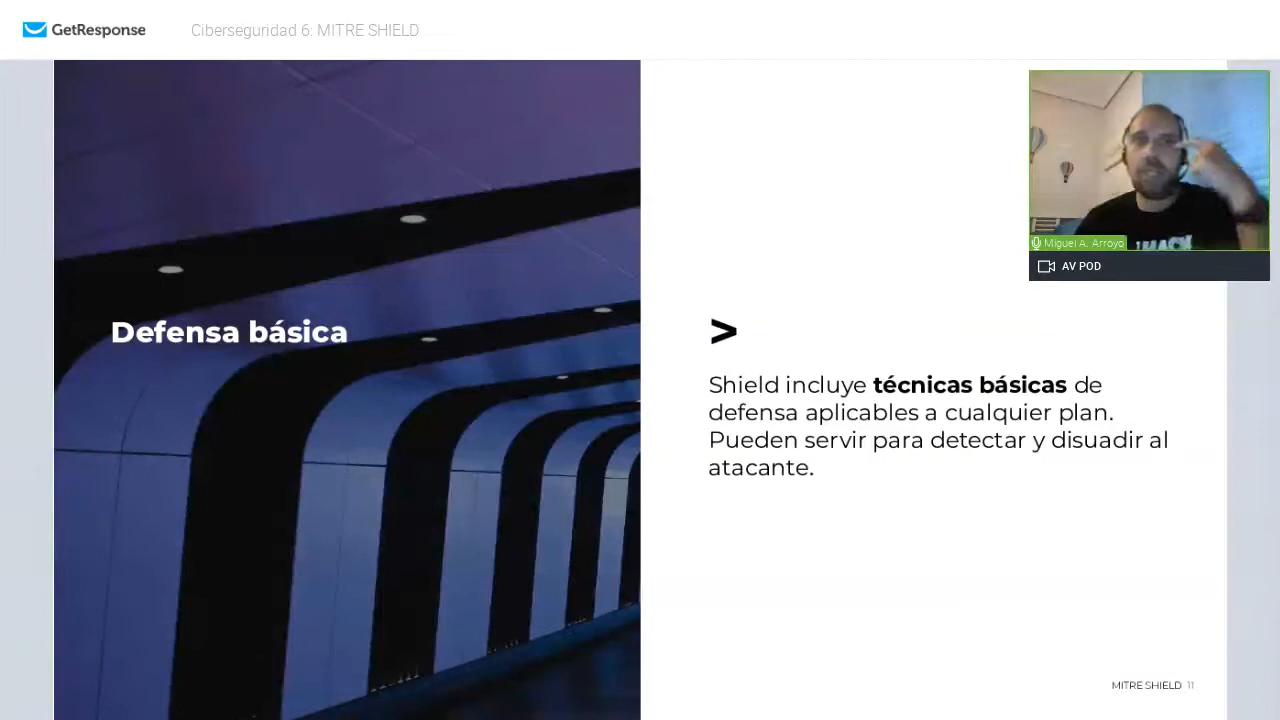 GetResponse
Ciberseguridad 6: MITRE SHIELD
Miguel A. Arroyo
AV POD
Defensa básica
>
Shield incluye técnicas básicas de
defensa aplicables a cualquier plan.
Pueden servir para detectar y disuadir al
atacante.
MITRE SHIELD 11